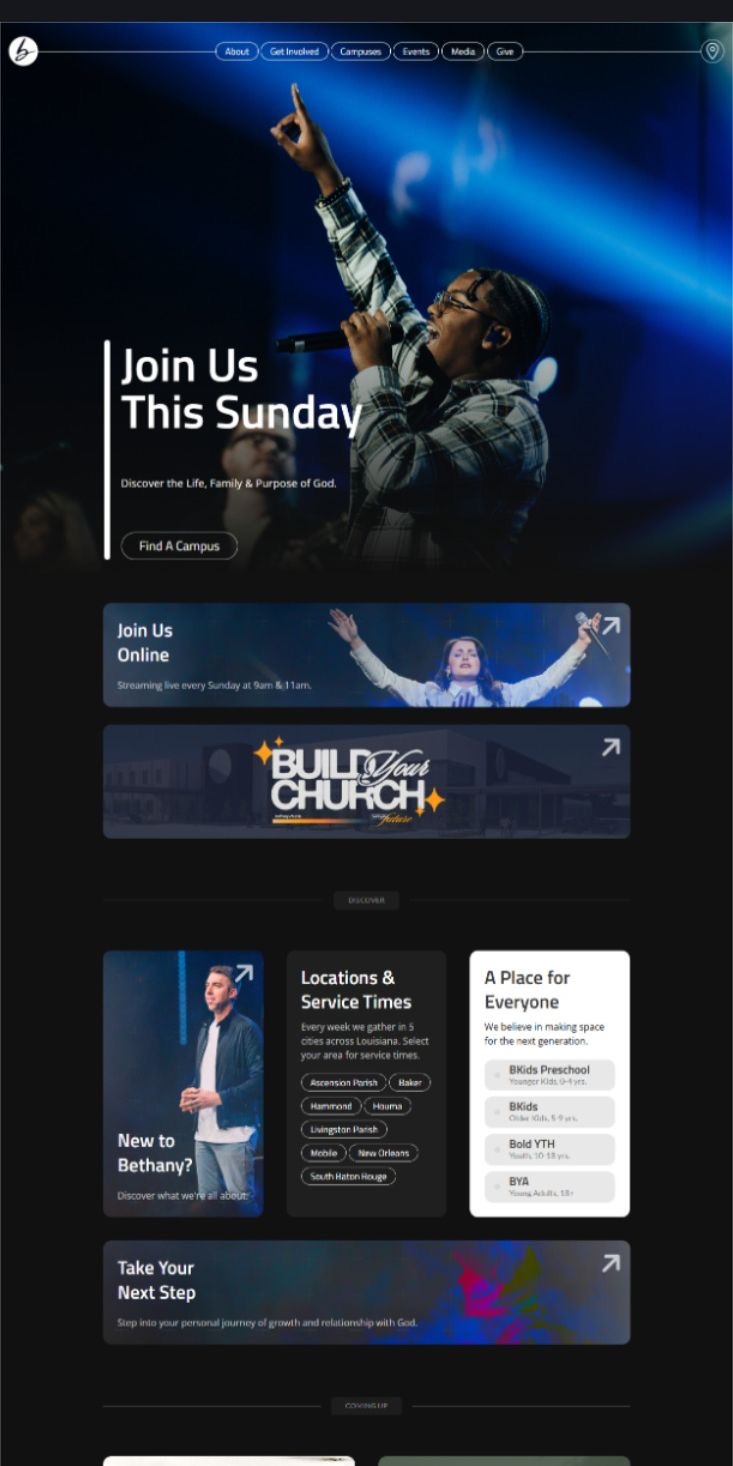 b
About Get Involved Campuses Events Media Give
Join Us
This Sunday
Discover the Life, Family & Purpose of God.
Find A Campus
Join Us
Online
Streaming live every Sunday at 9am & 11am.
BUILD Your
CHURCH
future
DISCOVER
New to
Bethany?
Discover what we're all about.
Locations &
Service Times
Every week we gather in 5
cities across Louisiana. Select
your area for service times.
Ascension Parish Baker
Hammond Houma
Livingston Parish
Mobile New Orleans
South Baton Rouge
A Place for
Everyone
We believe in making space
for the next generation.
BKids Preschool
Younger Kids, 0-4 yrs.
BKids
Older Kids, 5-9 yrs.
Bold YTH
Youth, 10-18 yrs.
BYA
Young Adults, 18+
Take Your
Next Step
Step into your personal journey of growth and relationship with God.
COMING UP